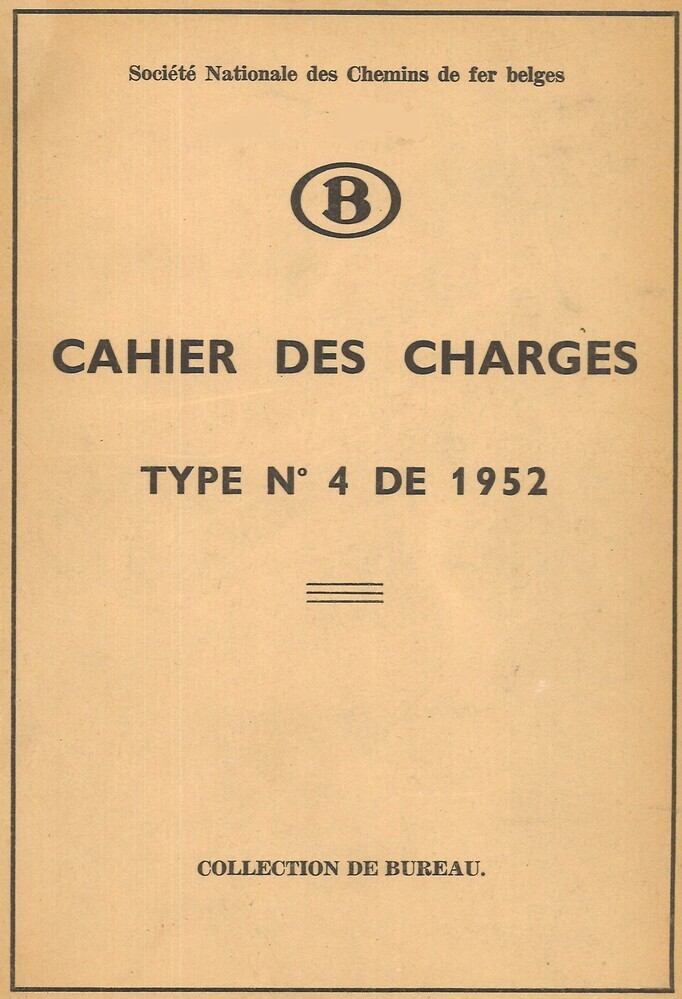 Société Nationale des Chemins de fer belges
B
CAHIER DES CHARGES
TYPE N° 4 DE 1952
COLLECTION DE BUREAU.